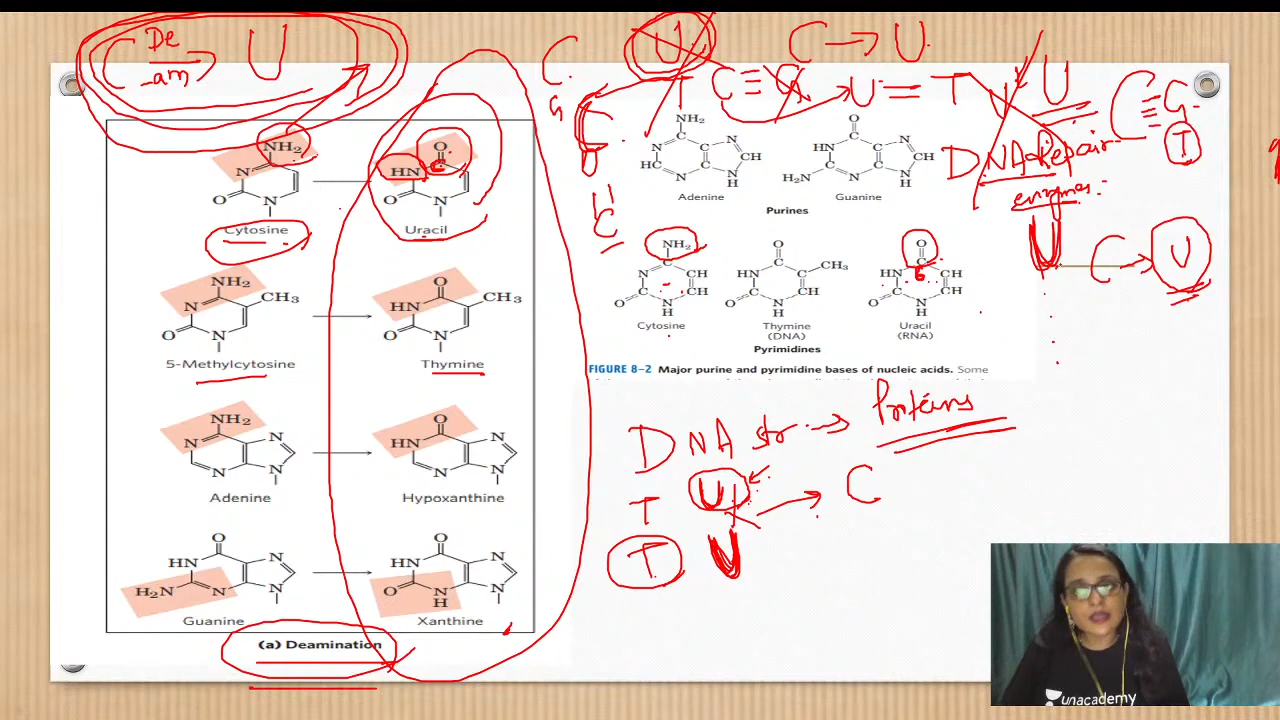 C De am → U
C.
G
U
C → U.
C ≡ G → U = T
U
C ≡ G
T
DNA Repair
enzymes
U
C → U
C
U
C
NH2
N
O
N
Cytosine
O
HN
O
N
Uracil
NH2
N
CH3
O
N
5-Methylcytosine
O
HN
CH3
O
N
Thymine
NH2
N
N
N
N
Adenine
O
HN
N
N
N
Hypoxanthine
O
HN
N
H2N
N
N
Guanine
O
HN
N
O
N
H
N
Xanthine
(a) Deamination
NH2
N
C
C
N
CH
HC
C
N
N
H
Adenine
O
C
HN
C
N
CH
H2N
C
C
N
N
H
Guanine
Purines
NH2
C
N
CH
C
CH
O
N
H
Cytosine
O
C
HN
C
CH3
C
CH
O
N
H
Thymine
(DNA)
O
C
HN
CH
C
CH
O
N
H
Uracil
(RNA)
Pyrimidines
FIGURE 8-2 Major purine and pyrimidine bases of nucleic acids. Some
DNA str → Proteins
T U → C
T U
unacademy